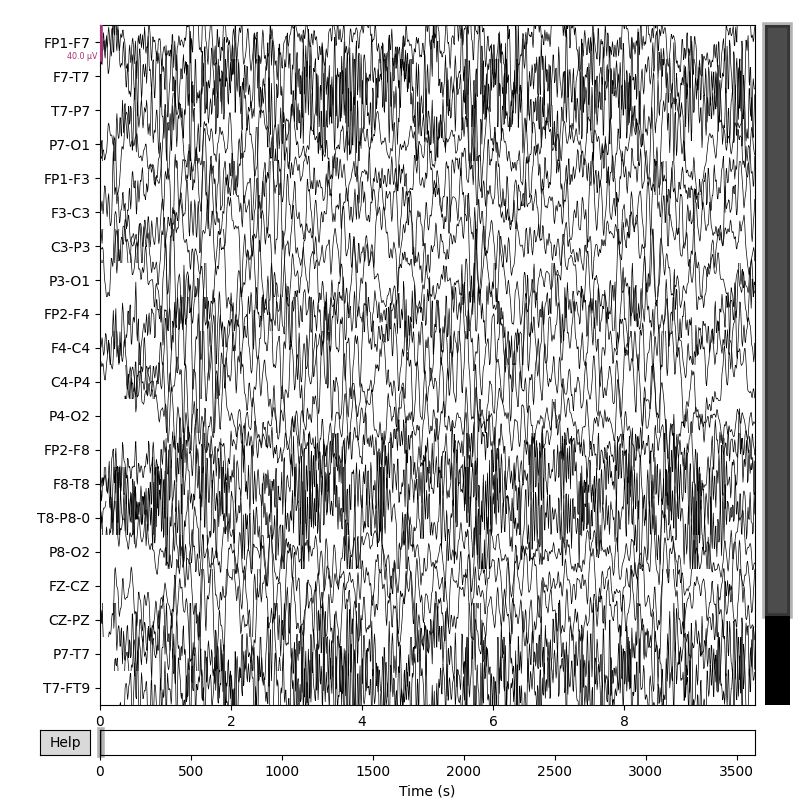 FP1-F7
40.0 µV
F7-T7
T7-P7
P7-O1
FP1-F3
F3-C3
C3-P3
P3-O1
FP2-F4
F4-C4
C4-P4
P4-O2
FP2-F8
F8-T8
T8-P8-0
P8-O2
FZ-CZ
CZ-PZ
P7-T7
T7-FT9
0 2 4 6 8
Help
0 500 1000 1500 2000 2500 3000 3500
Time (s)